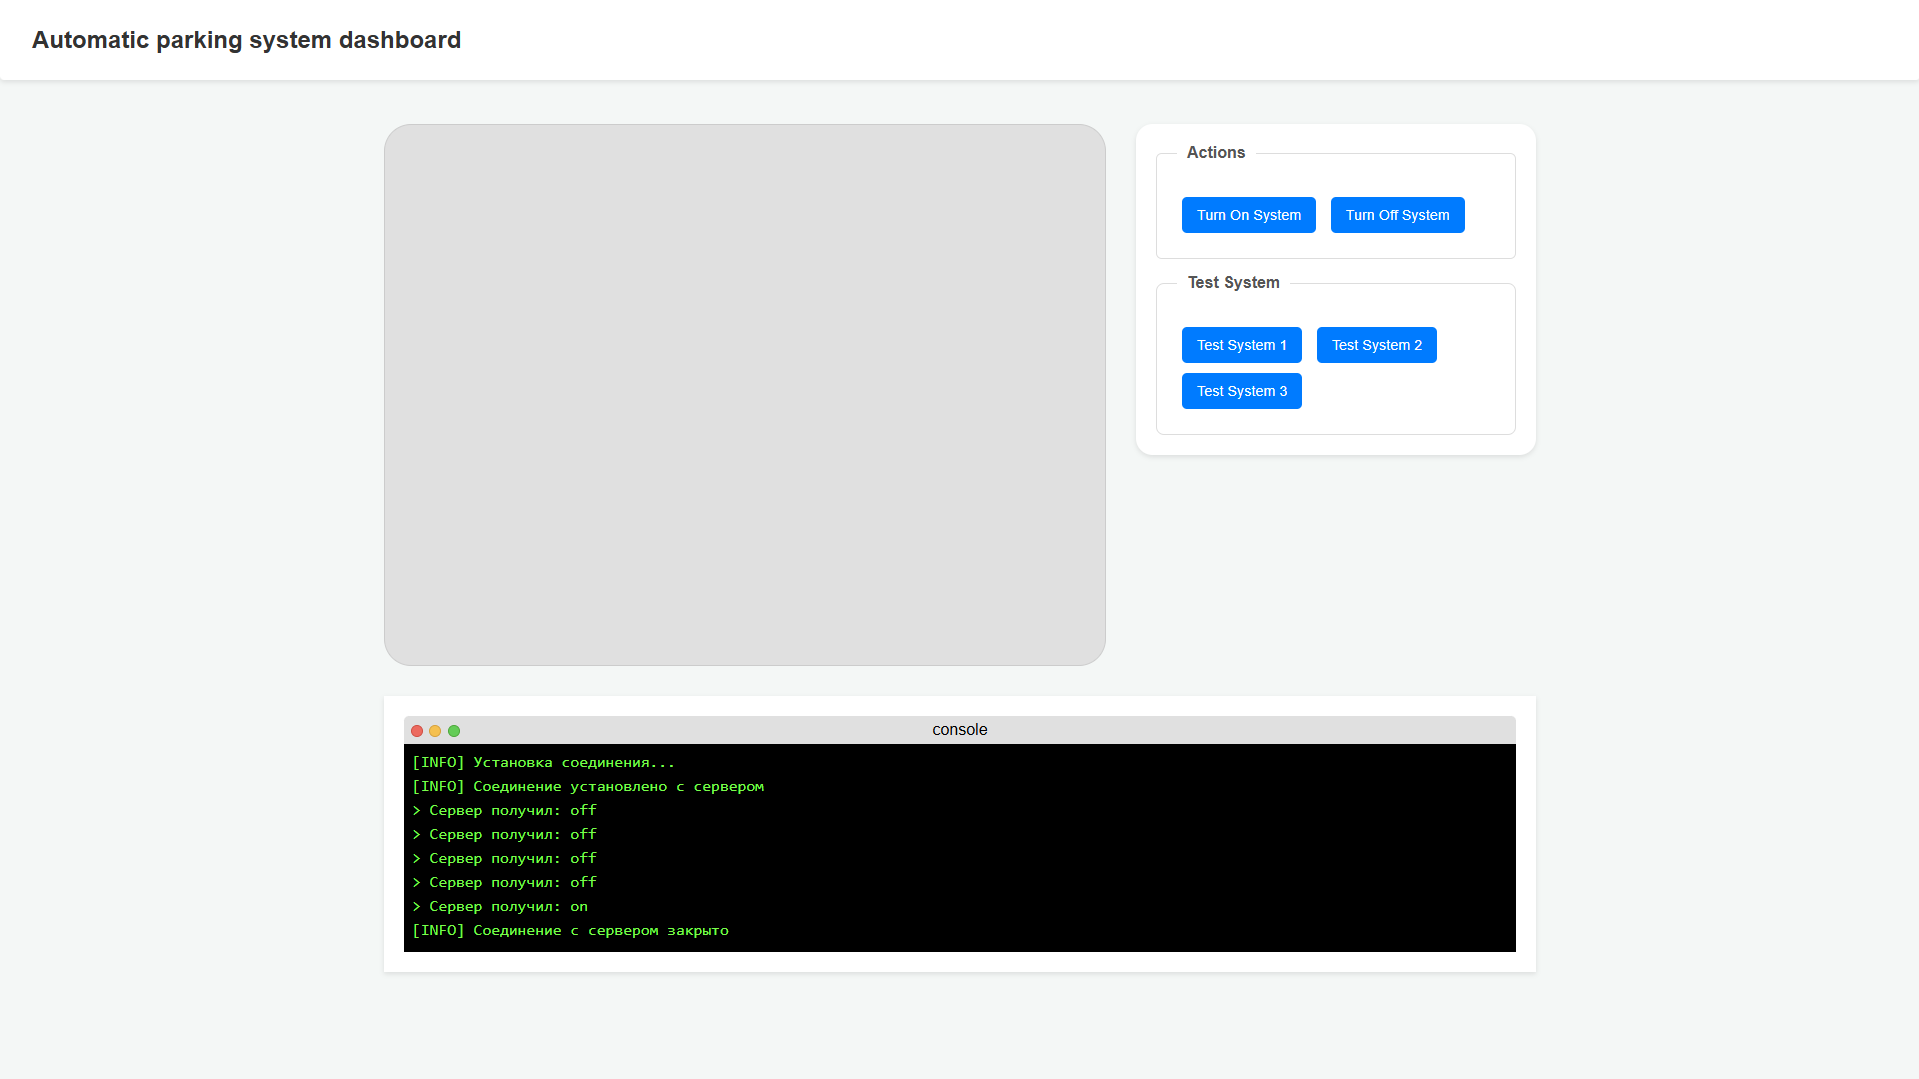 Automatic parking system dashboard
Actions
Turn On System
Turn Off System
Test System
Test System 1
Test System 2
Test System 3
console
[INFO] Установка соединения...
[INFO] Соединение установлено с сервером
> Сервер получил: off
> Сервер получил: off
> Сервер получил: off
> Сервер получил: off
> Сервер получил: on
[INFO] Соединение с сервером закрыто